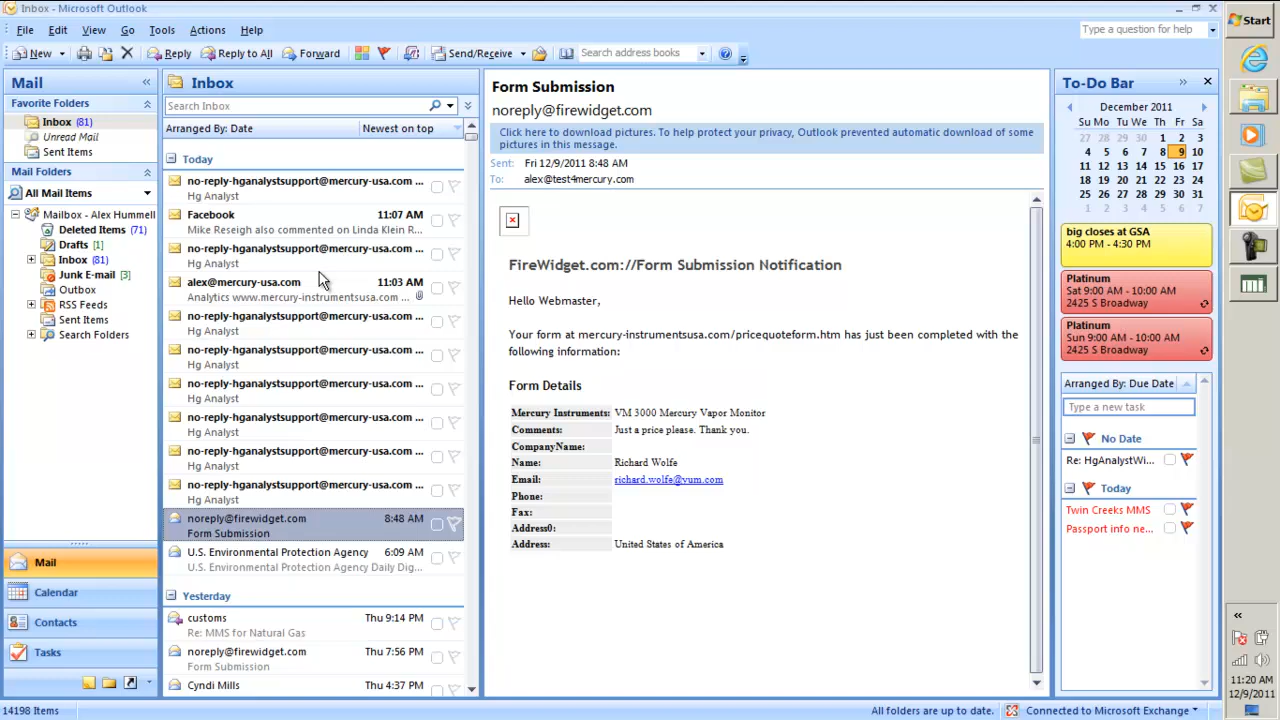 Inbox - Microsoft Outlook
File Edit View Go Tools Actions Help
Type a question for help
New Reply Reply to All Forward Send/Receive Search address books
Mail
Favorite Folders
Inbox (81)
Unread Mail
Sent Items
Mail Folders
All Mail Items
Mailbox - Alex Hummell
Deleted Items (71)
Drafts [1]
Inbox (81)
Junk E-mail [3]
Outbox
RSS Feeds
Sent Items
Search Folders
Mail
Calendar
Contacts
Tasks
14198 Items
Inbox
Search Inbox
Arranged By: Date Newest on top
Today
no-reply-hganalystsupport@mercury-usa.com ...
Hg Analyst
Facebook 11:07 AM
Mike Reseigh also commented on Linda Klein R...
no-reply-hganalystsupport@mercury-usa.com ...
Hg Analyst
alex@mercury-usa.com 11:03 AM
Analytics www.mercury-instrumentsusa.com ...
no-reply-hganalystsupport@mercury-usa.com ...
Hg Analyst
no-reply-hganalystsupport@mercury-usa.com ...
Hg Analyst
no-reply-hganalystsupport@mercury-usa.com ...
Hg Analyst
no-reply-hganalystsupport@mercury-usa.com ...
Hg Analyst
no-reply-hganalystsupport@mercury-usa.com ...
Hg Analyst
no-reply-hganalystsupport@mercury-usa.com ...
Hg Analyst
noreply@firewidget.com 8:48 AM
Form Submission
U.S. Environmental Protection Agency 6:09 AM
U.S. Environmental Protection Agency Daily Dig...
Yesterday
customs Thu 9:14 PM
Re: MMS for Natural Gas
noreply@firewidget.com Thu 7:56 PM
Form Submission
Cyndi Mills Thu 4:37 PM
Form Submission
noreply@firewidget.com
Click here to download pictures. To help protect your privacy, Outlook prevented automatic download of some
pictures in this message.
Sent: Fri 12/9/2011 8:48 AM
To: alex@test4mercury.com
FireWidget.com://Form Submission Notification
Hello Webmaster,
Your form at mercury-instrumentsusa.com/pricequoteform.htm has just been completed with the
following information:
Form Details
Mercury Instruments: VM 3000 Mercury Vapor Monitor
Comments: Just a price please. Thank you.
CompanyName:
Name: Richard Wolfe
Email: richard.wolfe@yum.com
Phone:
Fax:
Address0:
Address: United States of America
All folders are up to date. Connected to Microsoft Exchange
To-Do Bar
December 2011
Su Mo Tu We Th Fr Sa
27 28 29 30 1 2 3
4 5 6 7 8 9 10
11 12 13 14 15 16 17
18 19 20 21 22 23 24
25 26 27 28 29 30 31
1 2 3 4 5 6 7
big closes at GSA
4:00 PM - 4:30 PM
Platinum
Sat 9:00 AM - 10:00 AM
2425 S Broadway
Platinum
Sun 9:00 AM - 10:00 AM
2425 S Broadway
Arranged By: Due Date
Type a new task
No Date
Re: HgAnalystWi...
Today
Twin Creeks MMS
Passport info ne...
Start
11:20 AM
12/9/2011